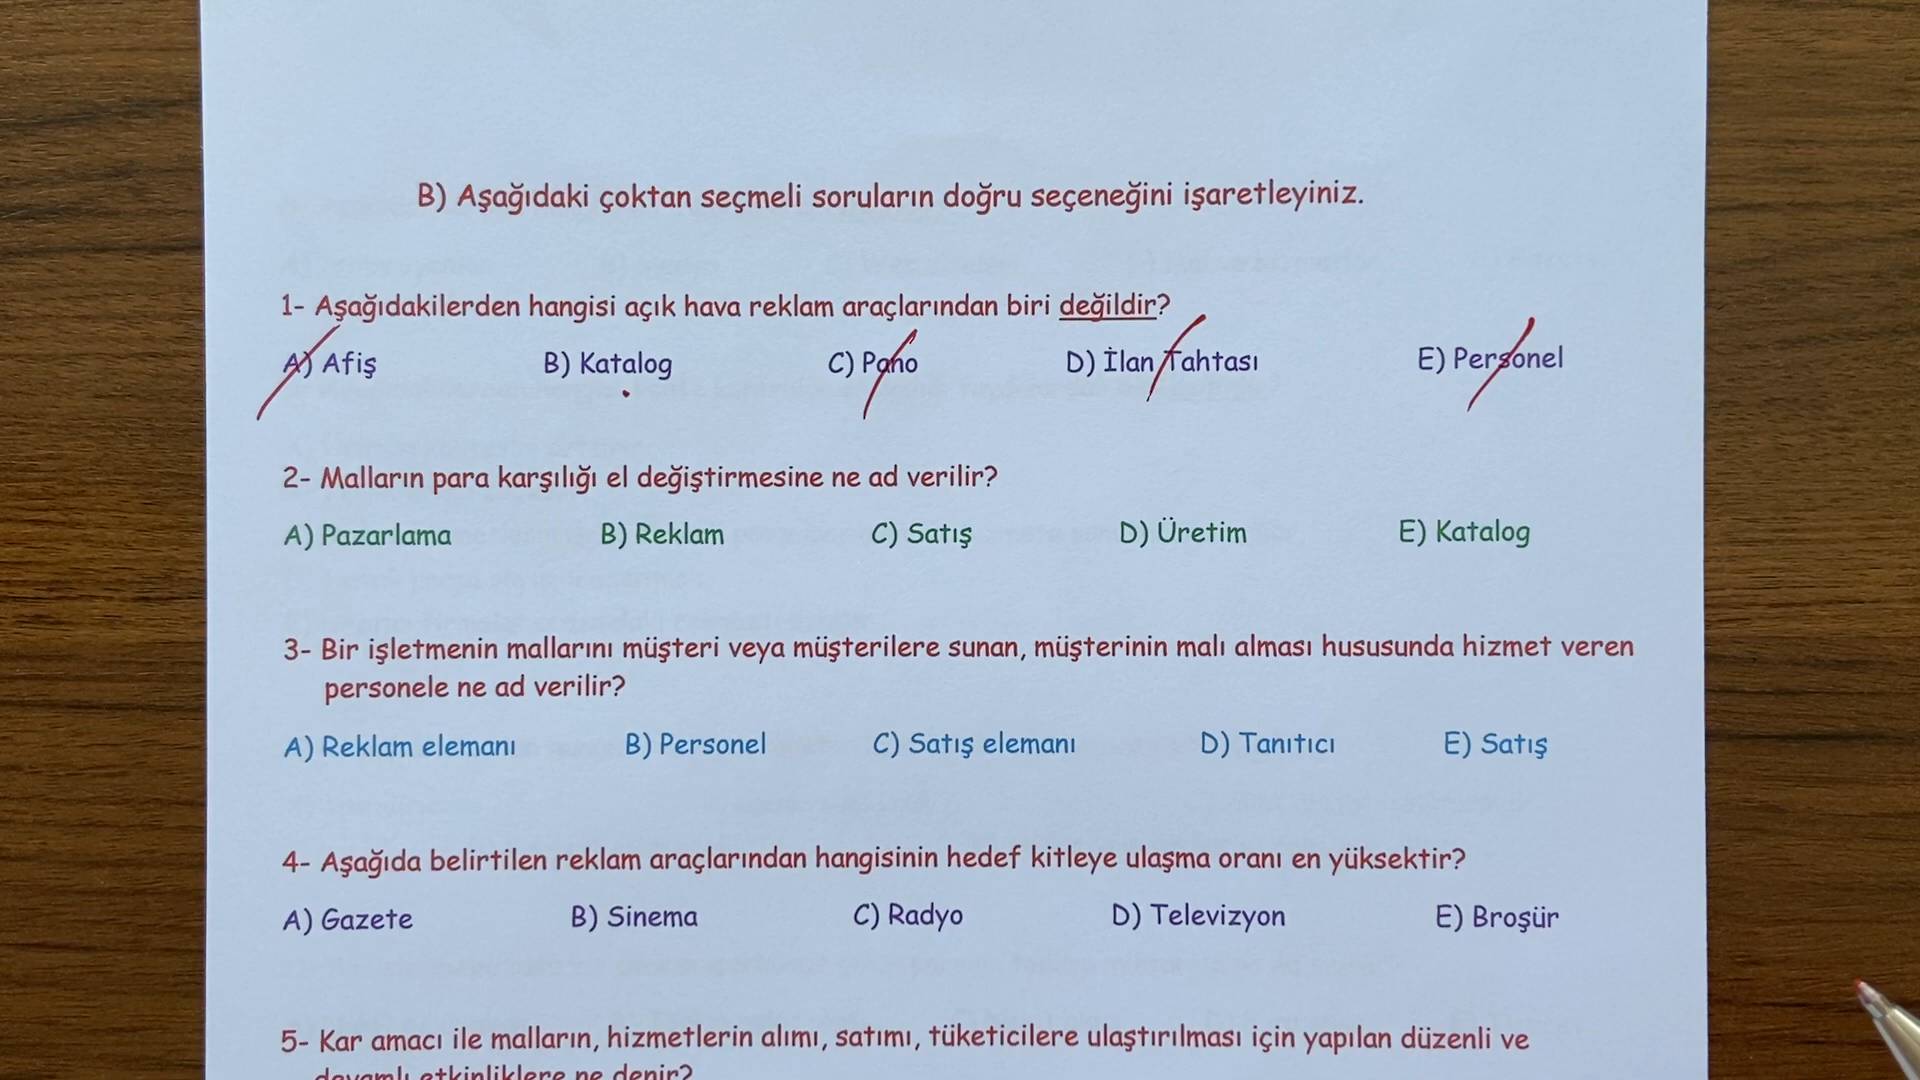 B) Aşağıdaki çoktan seçmeli soruların doğru seçeneğini işaretleyiniz.
1- Aşağıdakilerden hangisi açık hava reklam araçlarından biri değildir?
A) Afiş B) Katalog C) Pano D) İlan Tahtası E) Personel
2- Malların para karşılığı el değiştirmesine ne ad verilir?
A) Pazarlama B) Reklam C) Satış D) Üretim E) Katalog
3- Bir işletmenin mallarını müşteri veya müşterilere sunan, müşterinin malı alması hususunda hizmet veren
personele ne ad verilir?
A) Reklam elemanı B) Personel C) Satış elemanı D) Tanıtıcı E) Satış
4- Aşağıda belirtilen reklam araçlarından hangisinin hedef kitleye ulaşma oranı en yüksektir?
A) Gazete B) Sinema C) Radyo D) Televizyon E) Broşür
5- Kar amacı ile malların, hizmetlerin alımı, satımı, tüketicilere ulaştırılması için yapılan düzenli ve
devamlı etkinliklere ne denir?